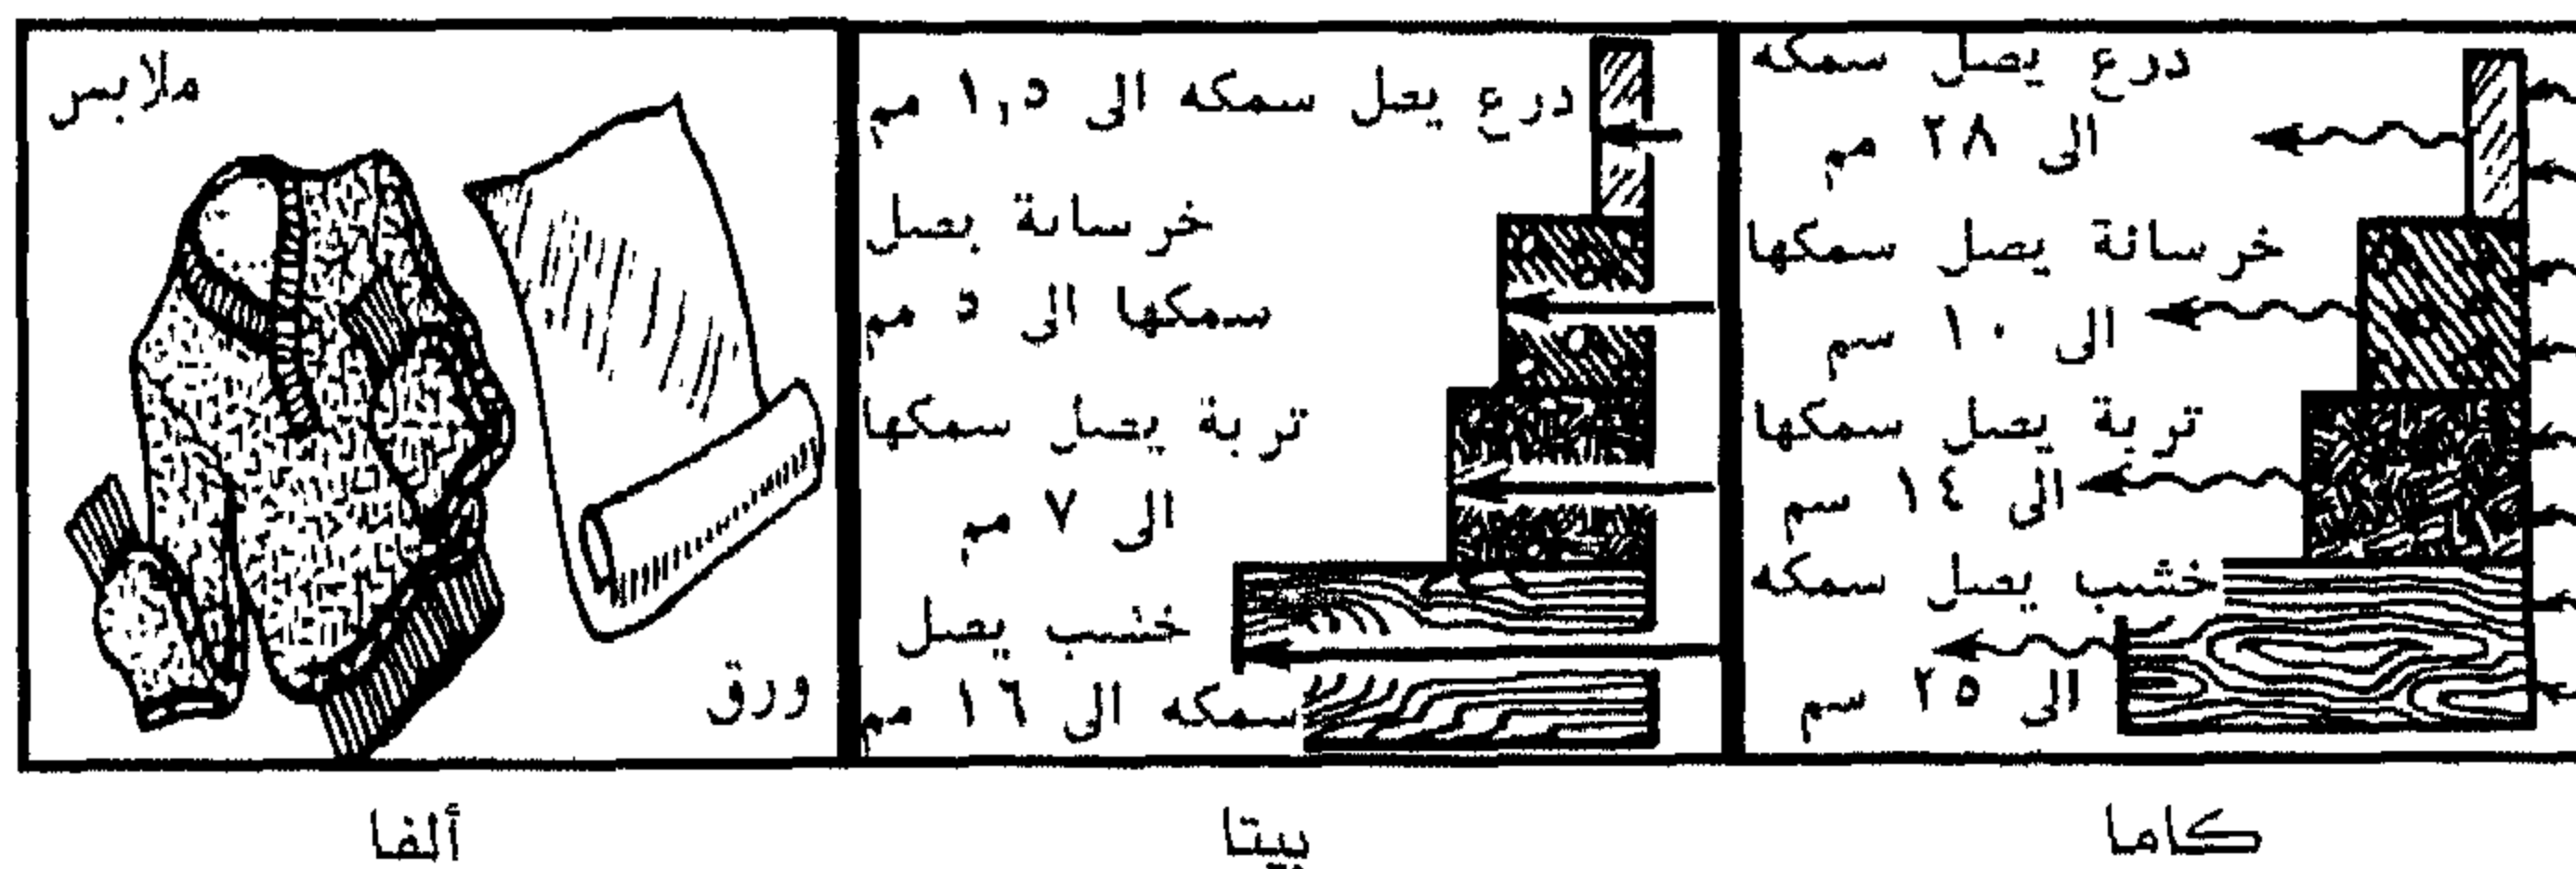 درع يصل سمكه
الى ٢٨ مم
خرسانة يصل سمكها
الى ١٠ سم
تربة يصل سمكها
الى ١٤ سم
خشب يصل سمكه
الى ٢٥ سم
كاما
درع يصل سمكه الى ١,٥ مم
خرسانة يصل
سمكها الى ٥ مم
تربة يصل سمكها
الى ٧ مم
خشب يصل
سمكه الى ١٦ مم
بيتا
ملابس
ورق
ألفا